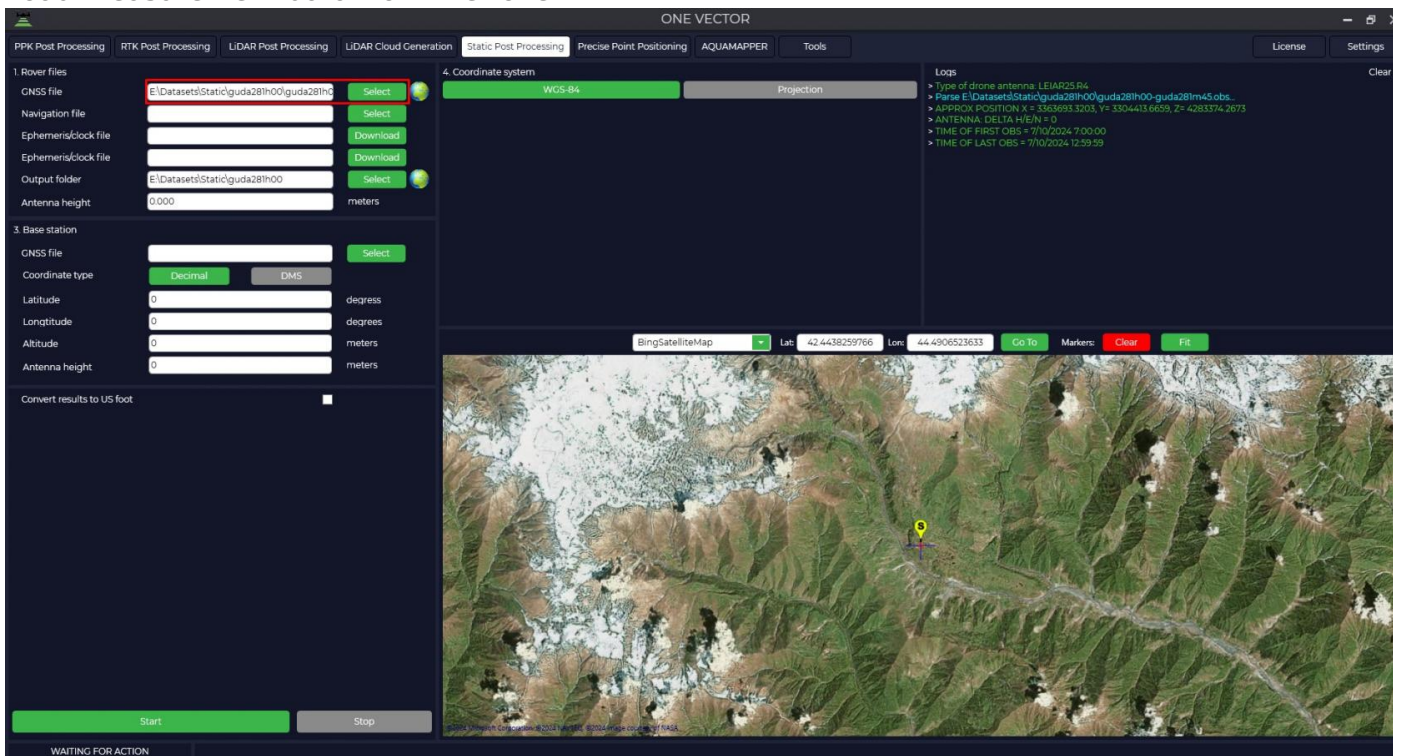 ONE VECTOR
PPK Post Processing
RTK Post Processing
LiDAR Post Processing
LiDAR Cloud Generation
Static Post Processing
Precise Point Positioning
AQUAMAPPER
Tools
License
Settings
1. Rover files
GNSS file
E:\Datasets\Static\guda281h00\guda281h0
Select
Navigation file
Select
Ephemeris/clock file
Download
Ephemeris/clock file
Download
Output folder
E:\Datasets\Static\guda281h00
Select
Antenna height
0.000
meters
3. Base station
GNSS file
Select
Coordinate type
Decimal
DMS
Latitude
0
degress
Longtitude
0
degrees
Altitude
0
meters
Antenna height
0
meters
Convert results to US foot
Start
Stop
WAITING FOR ACTION
4. Coordinate system
WGS-84
Projection
Logs
Clear
> Type of drone antenna: LEIAR25.R4
> Parse E:\Datasets\Static\guda281h00\guda281h00-guda281m45.obs...
> APPROX POSITION X = 3363693.3203, Y= 3304413.6659, Z= 4283374.2673
> ANTENNA: DELTA H/E/N = 0
> TIME OF FIRST OBS = 7/10/2024 7:00:00
> TIME OF LAST OBS = 7/10/2024 12:59:59
BingSatelliteMap
Lat:
42.4438259766
Lon:
44.4906523633
Go To
Markers:
Clear
Fit
S